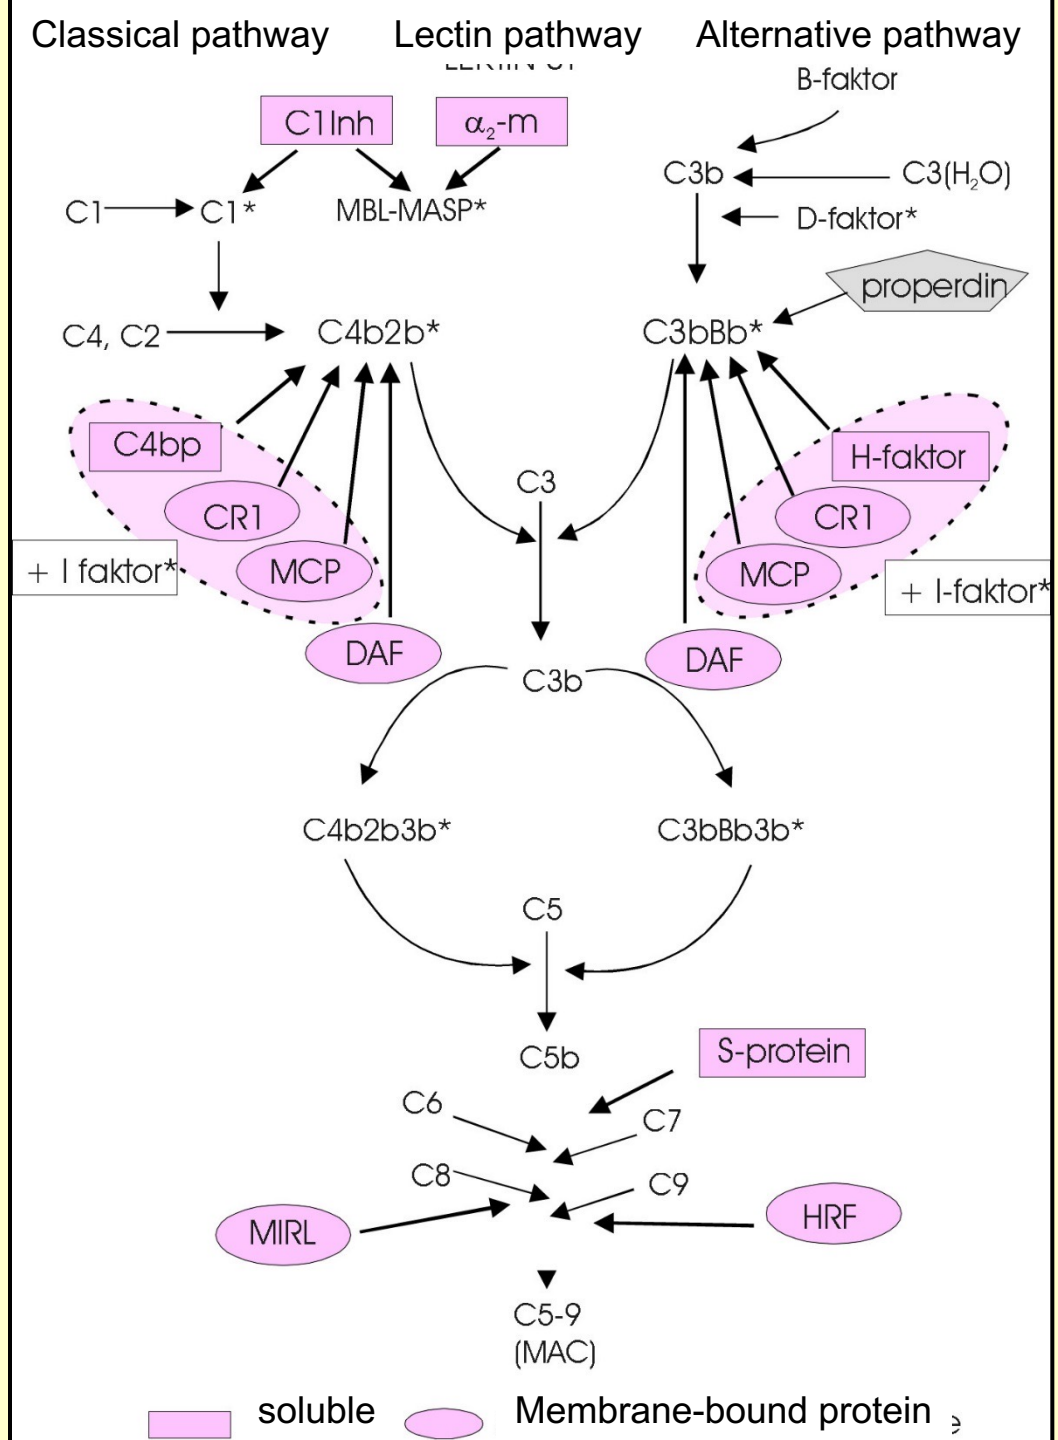 Classical pathway Lectin pathway Alternative pathway
B-faktor
C1Inh α₂-m
C3b C3(H₂O)
C1 C1* MBL-MASP* D-faktor*
properdin
C4, C2 C4b2b* C3bBb*
C4bp H-faktor
C3
CR1 CR1
+ I faktor* MCP MCP + I-faktor*
DAF DAF
C3b
C4b2b3b* C3bBb3b*
C5
C5b S-protein
C6 C7
C8 C9
MIRL HRF
C5-9
(MAC)
soluble Membrane-bound protein